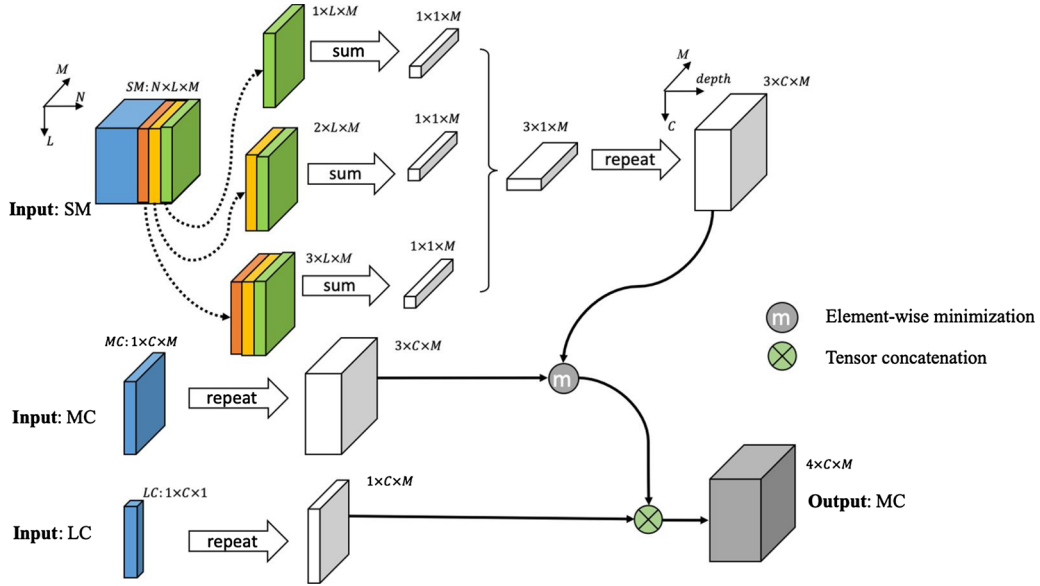 1×L×M
1×1×M
sum
M
N
L
SM: N×L×M
M
depth
C
3×C×M
2×L×M
1×1×M
sum
3×1×M
repeat
Input: SM
3×L×M
1×1×M
sum
m
Element-wise minimization
Tensor concatenation
MC: 1×C×M
3×C×M
repeat
m
Input: MC
LC: 1×C×1
1×C×M
4×C×M
Output: MC
Input: LC
repeat